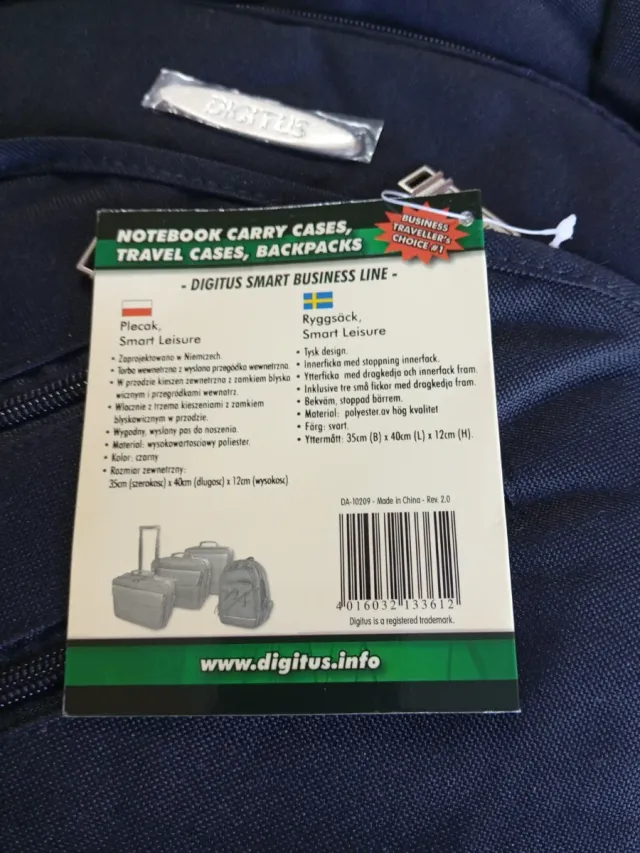 DIGITUS
NOTEBOOK CARRY CASES,
TRAVEL CASES, BACKPACKS
BUSINESS
TRAVELLER's
CHOICE #1
- DIGITUS SMART BUSINESS LINE -
Plecak,
Smart Leisure
• Zaprojektowano w Niemczech.
• Torba wewnetrzna z wyslana przegódka wewnetrzna.
• W przodzie kieszen zewnetrzna z zamkiem blyska
wicznym i przegródkami wewnatrz.
• Wlacznie z trzema kieszeniami z zamkiem
blyskawicznym w przodzie.
• Wygodny, wyslany pas do noszenia.
• Material: wysokowartosciowy poliester.
• Kolor: czarny
• Rozmiar zewnetrzny:
35cm (szerokosc) x 40cm (dlugosc) x 12cm (wysokosc)
Ryggsäck,
Smart Leisure
• Tysk design.
• Innerficka med stoppning innerfack.
• Ytterficka med dragkedja och innerfack fram.
• Inklusive tre små fickor med dragkedjo fram.
• Bekväm, stoppad bärrem.
• Material: polyester.av hög kvalitet
• Färg: svart.
• Yttermått: 35cm (B) x 40cm (L) x 12cm (H).
DA-10209 - Made in China - Rev. 2.0
4 016032 133612
Digitus is a registered trademark.
www.digitus.info